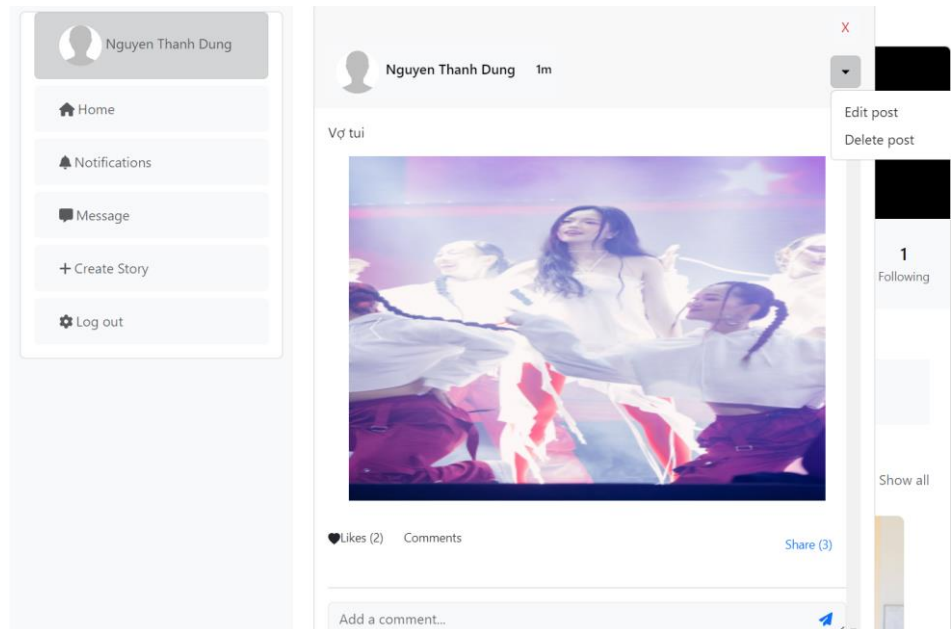 Nguyen Thanh Dung
Home
Notifications
Message
Create Story
Log out
X
Nguyen Thanh Dung 1m
Edit post
Delete post
Vợ tui
Likes (2) Comments
Share (3)
Add a comment...
1
Following
Show all